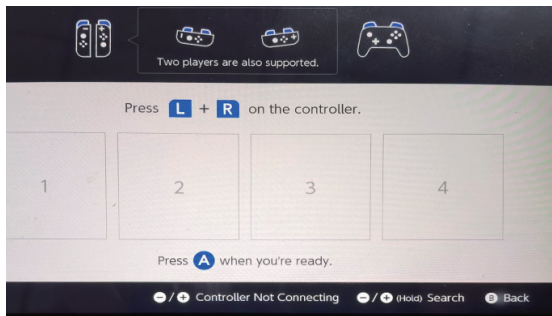 Two players are also supported.
Press L + R on the controller.
1 2 3 4
Press A when you're ready.
⊖/⊕ Controller Not Connecting ⊖/⊕ (Hold) Search Ⓑ Back